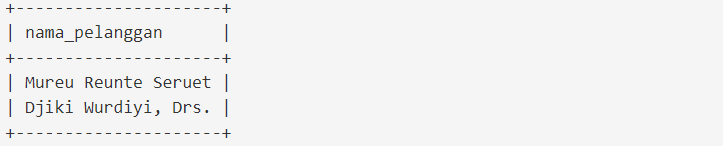 +---------------------+
| nama_pelanggan      |
+---------------------+
| Mureu Reunte Seruet |
| Djiki Wurdiyi, Drs. |
+---------------------+